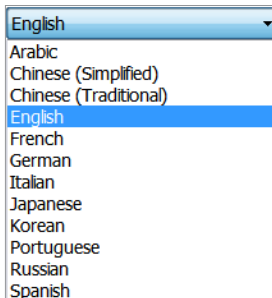 English
Arabic
Chinese (Simplified)
Chinese (Traditional)
English
French
German
Italian
Japanese
Korean
Portuguese
Russian
Spanish